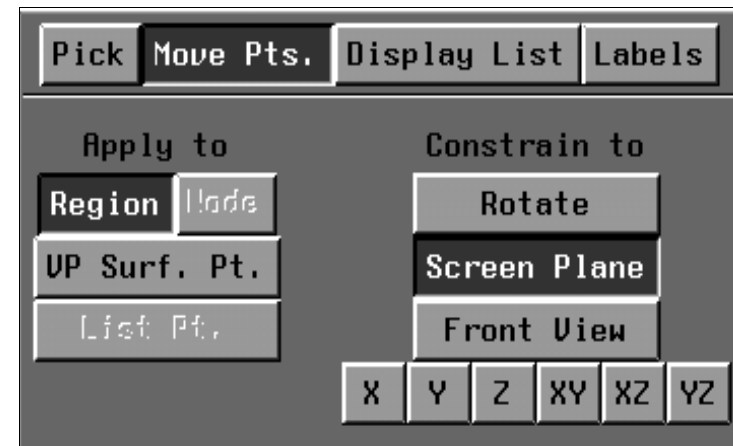 Pick Move Pts. Display List Labels
Apply to Constrain to
Region Node Rotate
VP Surf. Pt. Screen Plane
List Pt. Front View
X Y Z XY XZ YZ